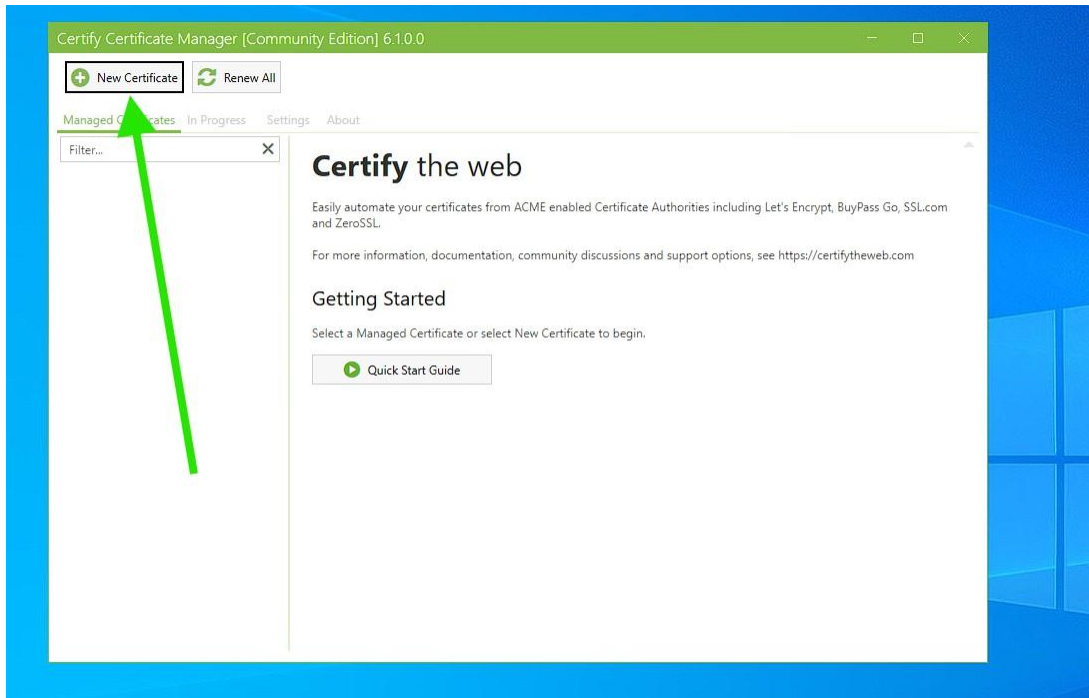 Certify Certificate Manager [Community Edition] 6.1.0.0
New Certificate Renew All
Managed Certificates In Progress Settings About
Filter...
Certify the web
Easily automate your certificates from ACME enabled Certificate Authorities including Let's Encrypt, BuyPass Go, SSL.com
and ZeroSSL.
For more information, documentation, community discussions and support options, see https://certifytheweb.com
Getting Started
Select a Managed Certificate or select New Certificate to begin.
Quick Start Guide